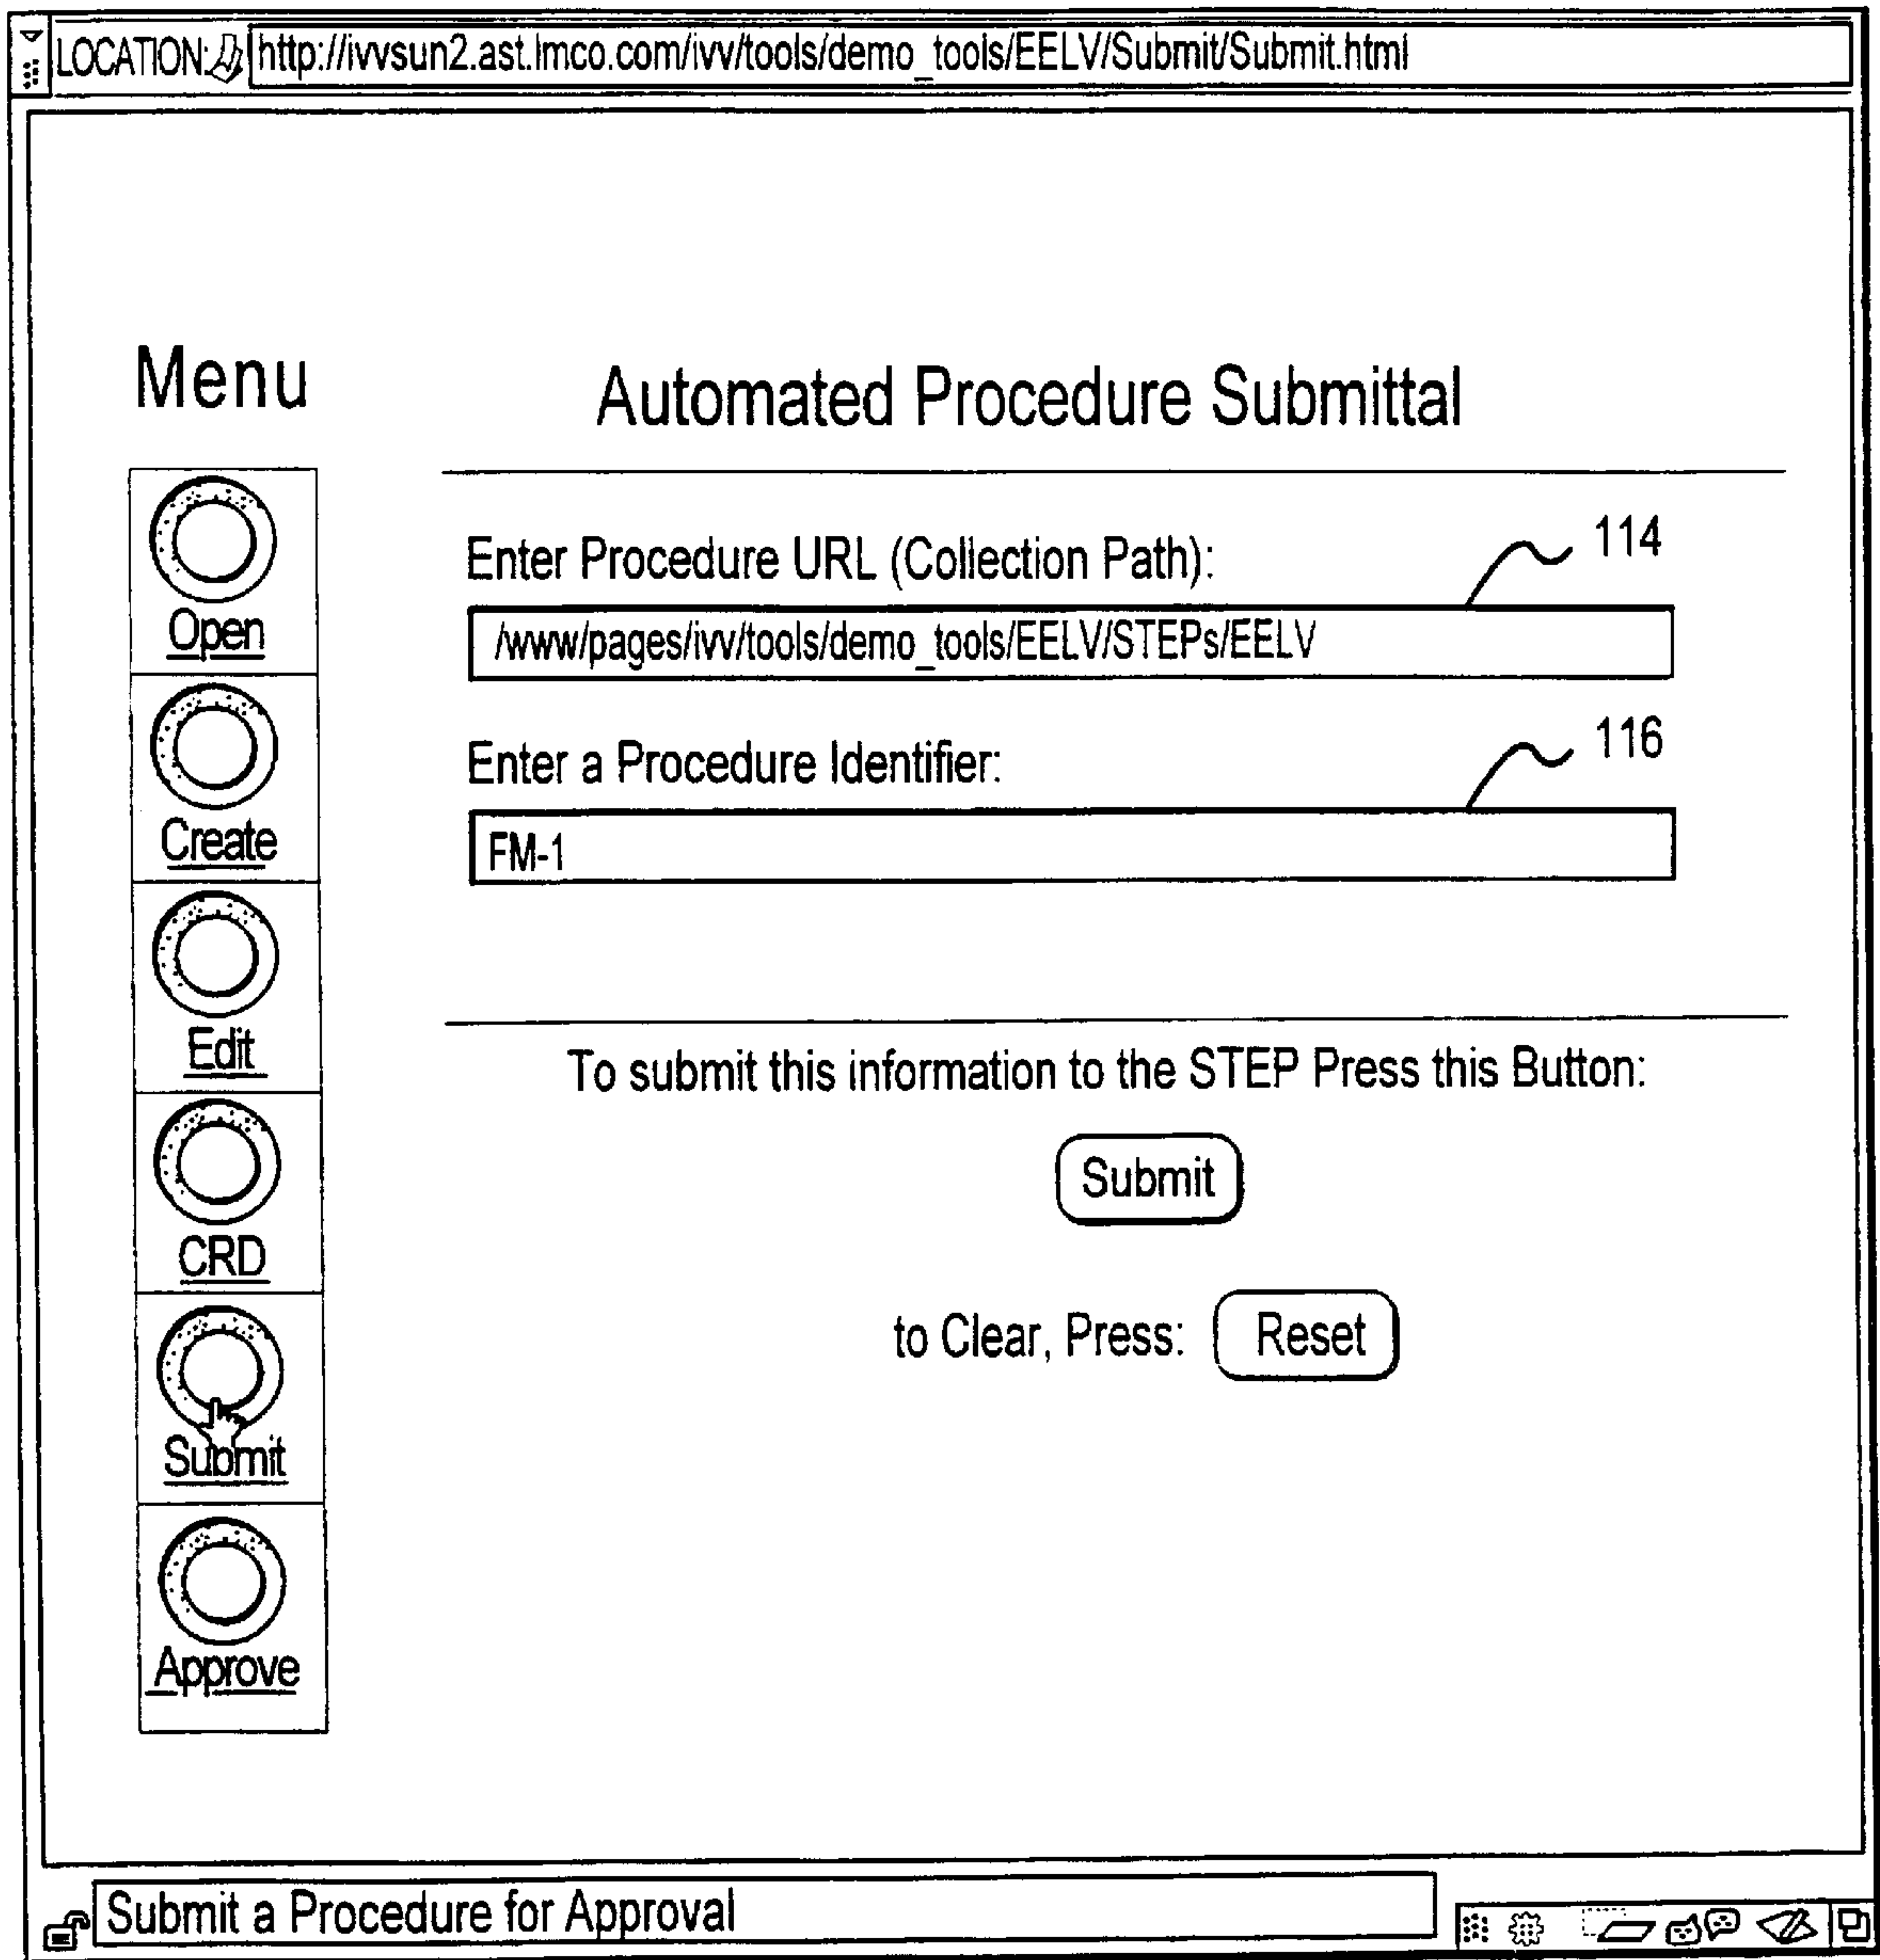 LOCATION: http://ivvsun2.ast.lmco.com/ivv/tools/demo_tools/EELV/Submit/Submit.html
Menu
Open
Create
Edit
CRD
Submit
Approve
Automated Procedure Submittal
Enter Procedure URL (Collection Path):
114
/www/pages/ivv/tools/demo_tools/EELV/STEPs/EELV
Enter a Procedure Identifier:
116
FM-1
To submit this information to the STEP Press this Button:
Submit
to Clear, Press: Reset
Submit a Procedure for Approval